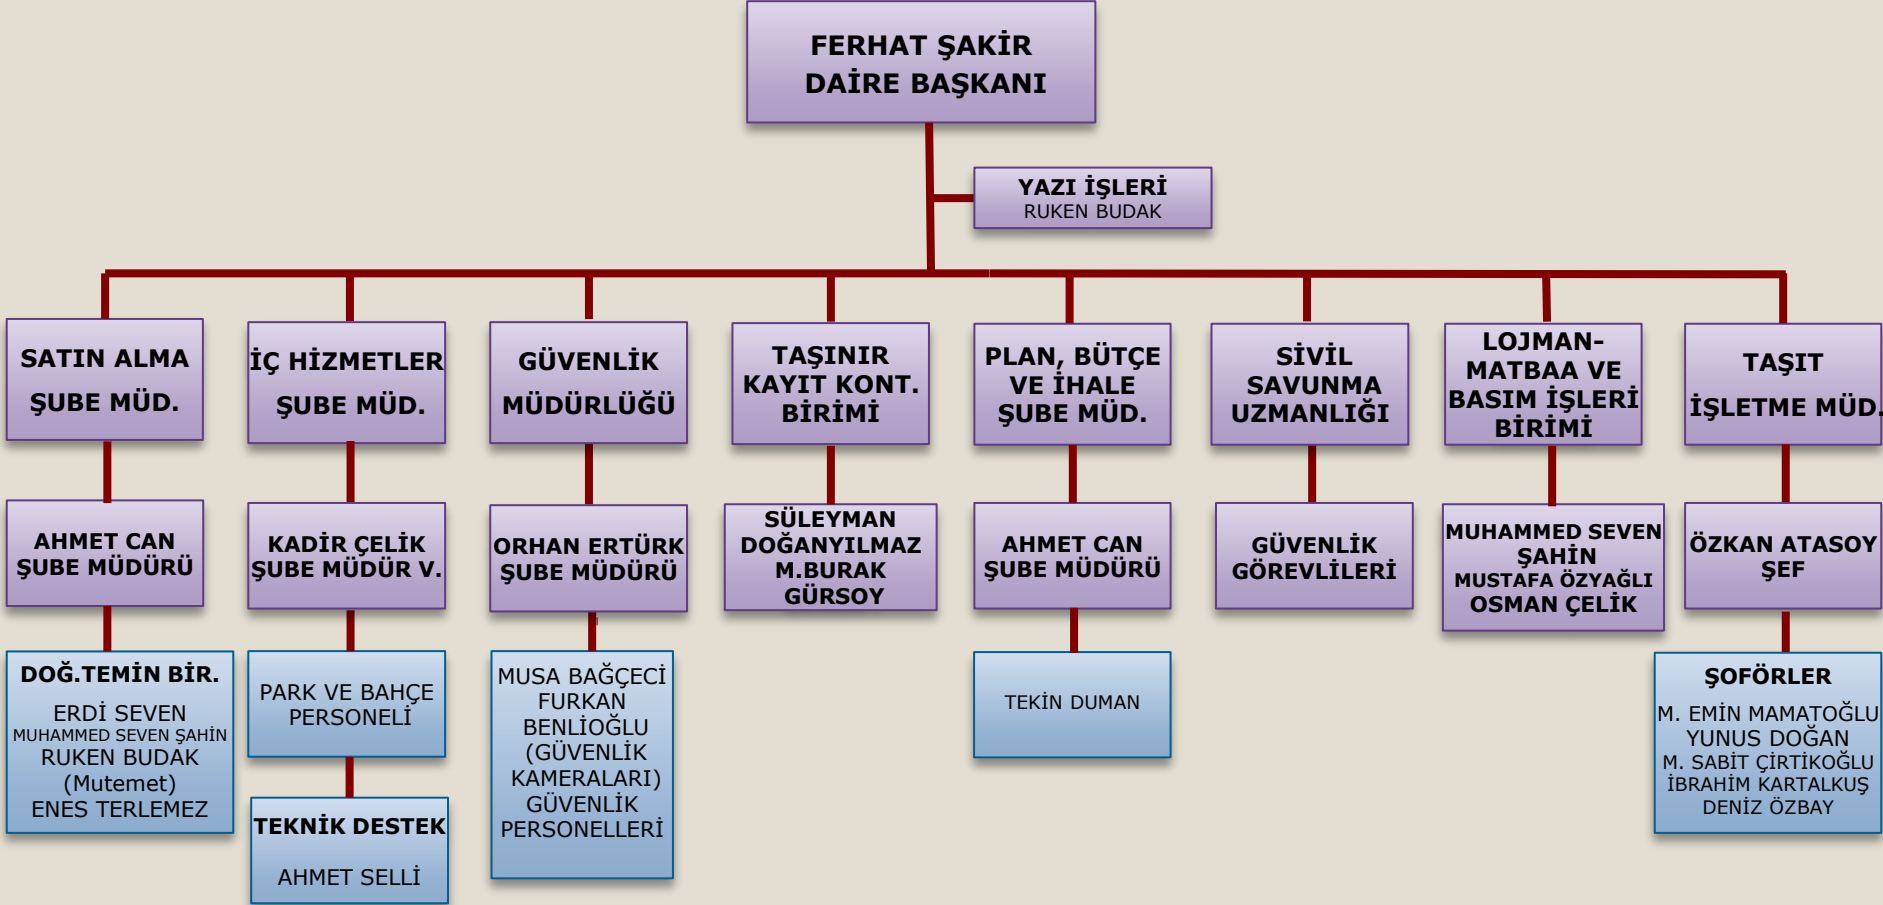 FERHAT ŞAKİR
DAİRE BAŞKANI
YAZI İŞLERİ
RUKEN BUDAK
SATIN ALMA
ŞUBE MÜD.
İÇ HİZMETLER
ŞUBE MÜD.
GÜVENLİK
MÜDÜRLÜĞÜ
TAŞINIR
KAYIT KONT.
BİRİMİ
PLAN, BÜTÇE
VE İHALE
ŞUBE MÜD.
SİVİL
SAVUNMA
UZMANLIĞI
LOJMAN-
MATBAA VE
BASIM İŞLERİ
BİRİMİ
TAŞIT
İŞLETME MÜD.
AHMET CAN
ŞUBE MÜDÜRÜ
KADİR ÇELİK
ŞUBE MÜDÜR V.
ORHAN ERTÜRK
ŞUBE MÜDÜRÜ
SÜLEYMAN
DOĞANYILMAZ
M.BURAK
GÜRSOY
AHMET CAN
ŞUBE MÜDÜRÜ
GÜVENLİK
GÖREVLİLERİ
MUHAMMED SEVEN
ŞAHİN
MUSTAFA ÖZYAĞLI
OSMAN ÇELİK
ÖZKAN ATASOY
ŞEF
DOĞ.TEMİN BİR.
ERDİ SEVEN
MUHAMMED SEVEN ŞAHİN
RUKEN BUDAK
(Mutemet)
ENES TERLEMEZ
PARK VE BAHÇE
PERSONELİ
TEKNİK DESTEK
AHMET SELLİ
MUSA BAĞÇECİ
FURKAN
BENLİOĞLU
(GÜVENLİK
KAMERALARI)
GÜVENLİK
PERSONELLERİ
TEKİN DUMAN
ŞOFÖRLER
M. EMİN MAMATOĞLU
YUNUS DOĞAN
M. SABİT ÇİRTİKOĞLU
İBRAHİM KARTALKUŞ
DENİZ ÖZBAY